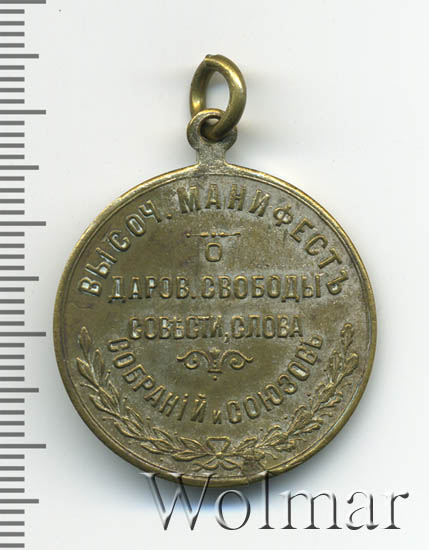 ВЫСОЧ. МАНИФЕСТЪ
О
ДАРОВ. СВОБОДЫ
СОВѢСТИ, СЛОВА
СОБРАНІЙ и СОЮЗОВЪ
Wolmar